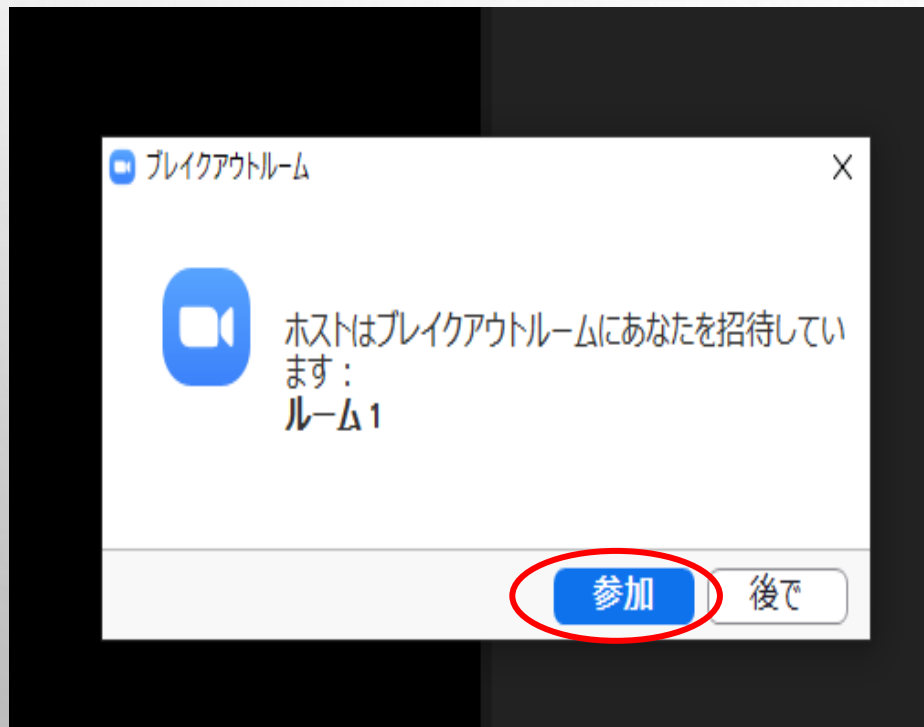 ブレイクアウトルーム
ホストはブレイクアウトルームにあなたを招待してい
ます：
ルーム 1
参加
後で